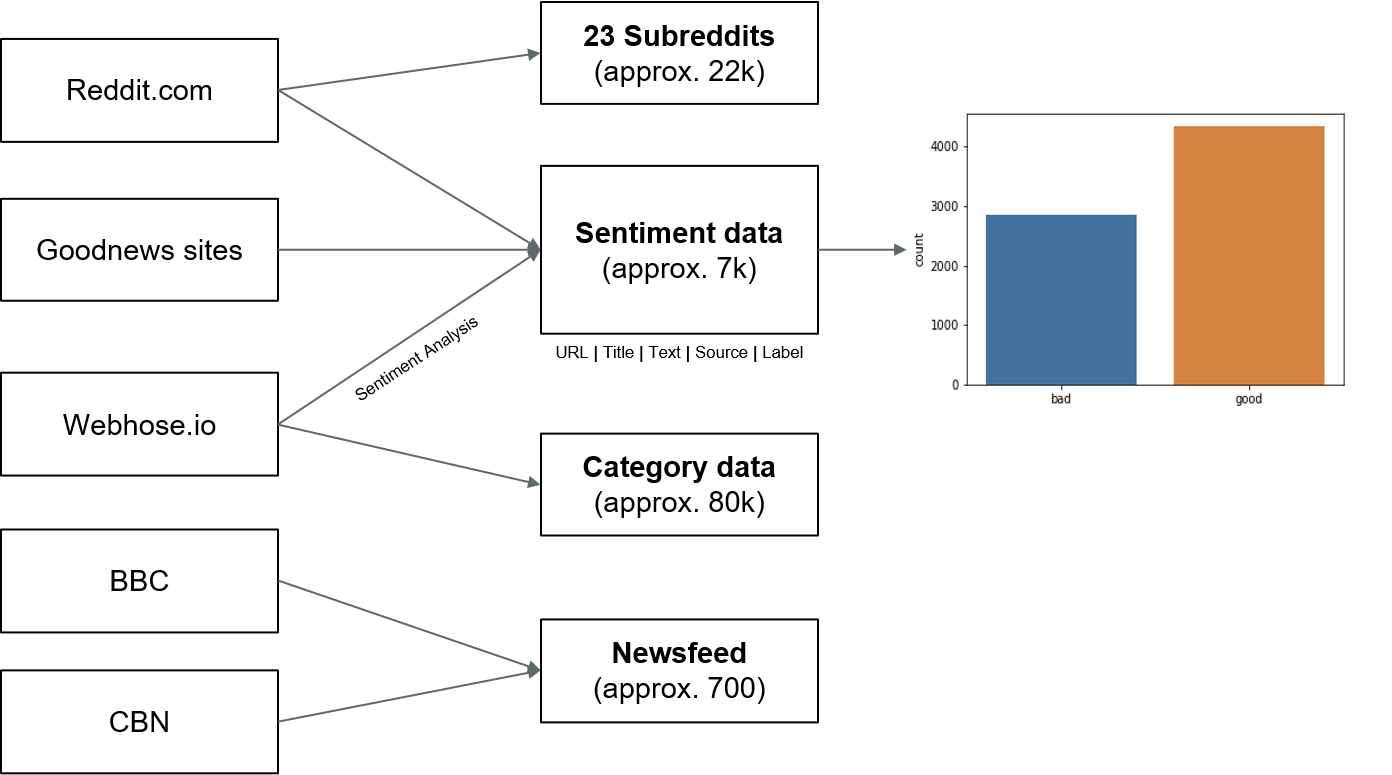 Reddit.com
Goodnews sites
Webhose.io
BBC
CBN
Sentiment Analysis
23 Subreddits
(approx. 22k)
Sentiment data
(approx. 7k)
URL | Title | Text | Source | Label
Category data
(approx. 80k)
Newsfeed
(approx. 700)
count
4000
3000
2000
1000
0
bad
good